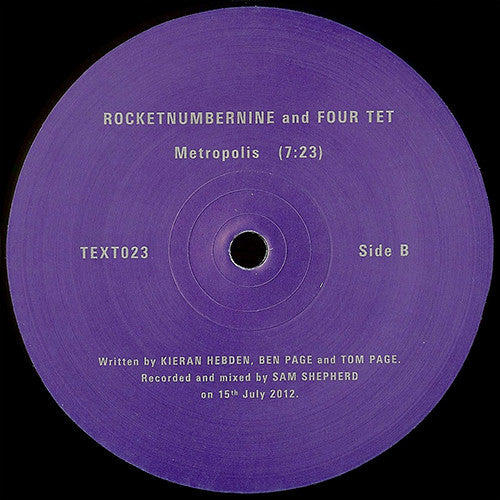 ROCKETNUMBERNINE and FOUR TET
Metropolis (7:23)
TEXT023 Side B
Written by KIERAN HEBDEN, BEN PAGE and TOM PAGE.
Recorded and mixed by SAM SHEPHERD
on 15th July 2012.